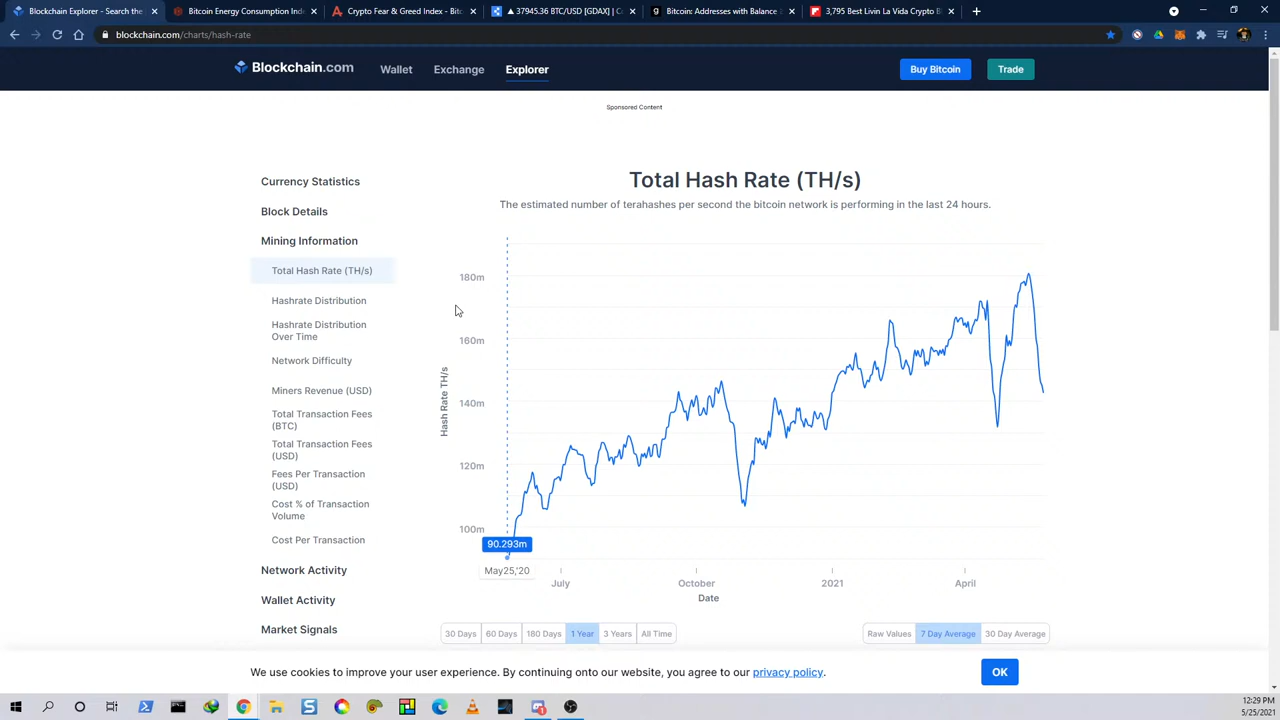 Blockchain Explorer - Search the
Bitcoin Energy Consumption Inde
Crypto Fear & Greed Index - Bitc
▲ 37945.36 BTC/USD [GDAX] | Co
Bitcoin: Addresses with Balance
3,795 Best Livin La Vida Crypto B
blockchain.com/charts/hash-rate
Blockchain.com
Wallet
Exchange
Explorer
Buy Bitcoin
Trade
Sponsored Content
Currency Statistics
Block Details
Mining Information
Total Hash Rate (TH/s)
Hashrate Distribution
Hashrate Distribution
Over Time
Network Difficulty
Miners Revenue (USD)
Total Transaction Fees
(BTC)
Total Transaction Fees
(USD)
Fees Per Transaction
(USD)
Cost % of Transaction
Volume
Cost Per Transaction
Network Activity
Wallet Activity
Market Signals
Total Hash Rate (TH/s)
The estimated number of terahashes per second the bitcoin network is performing in the last 24 hours.
180m
160m
140m
120m
100m
Hash Rate TH/s
90.293m
May25,'20
July
October
2021
April
Date
30 Days
60 Days
180 Days
1 Year
3 Years
All Time
Raw Values
7 Day Average
30 Day Average
We use cookies to improve your user experience. By continuing onto our website, you agree to our privacy policy.
OK
12:29 PM
5/25/2021